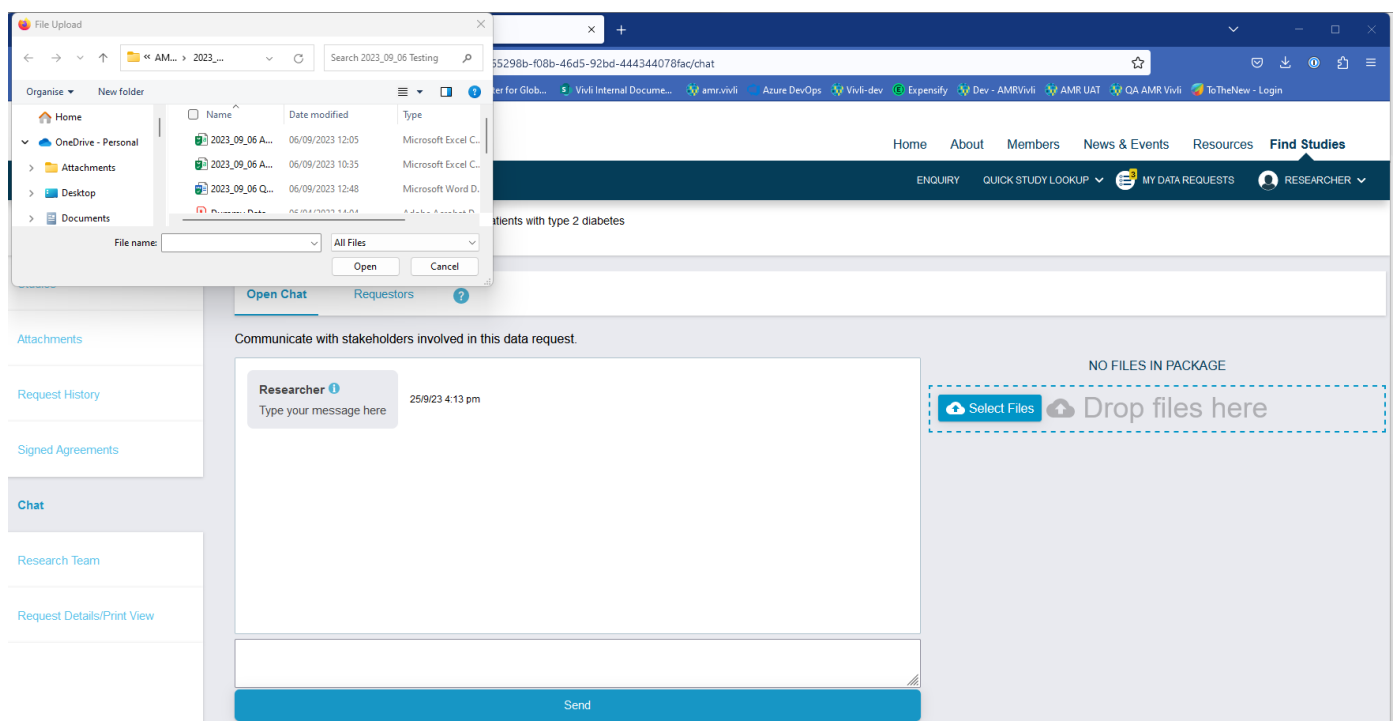 File Upload
« AM... › 2023_...
Search 2023_09_06 Testing
55298b-f08b-46d5-92bd-444344078fac/chat
Organise
New folder
ter for Glob...
Vivli Internal Docume...
amr.vivli
Azure DevOps
Vivli-dev
Expensify
Dev - AMRVivli
AMR UAT
QA AMR Vivli
ToTheNew - Login
Home
OneDrive - Personal
Attachments
Desktop
Documents
Name Date modified Type
2023_09_06 A... 06/09/2023 12:05 Microsoft Excel C...
2023_09_06 A... 06/09/2023 10:35 Microsoft Excel C...
2023_09_06 Q... 06/09/2023 12:48 Microsoft Word D...
File name:
All Files
Open
Cancel
Home About Members News & Events Resources Find Studies
ENQUIRY QUICK STUDY LOOKUP 3 MY DATA REQUESTS RESEARCHER
atients with type 2 diabetes
Attachments
Request History
Signed Agreements
Chat
Research Team
Request Details/Print View
Open Chat Requestors ?
Communicate with stakeholders involved in this data request.
Researcher
Type your message here
25/9/23 4:13 pm
NO FILES IN PACKAGE
Select Files
Drop files here
Send